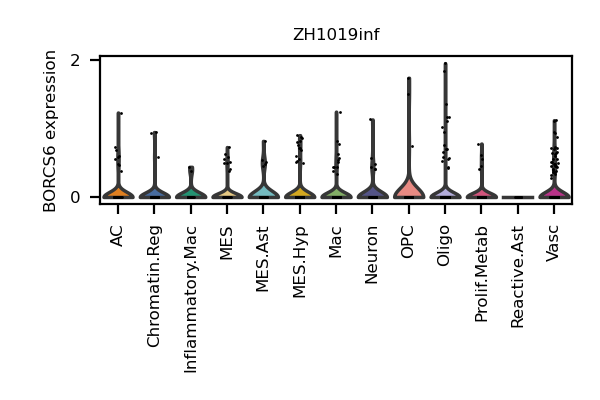 ZH1019inf
BORCS6 expression
2
0
AC
Chromatin.Reg
Inflammatory.Mac
MES
MES.Ast
MES.Hyp
Mac
Neuron
OPC
Oligo
Prolif.Metab
Reactive.Ast
Vasc